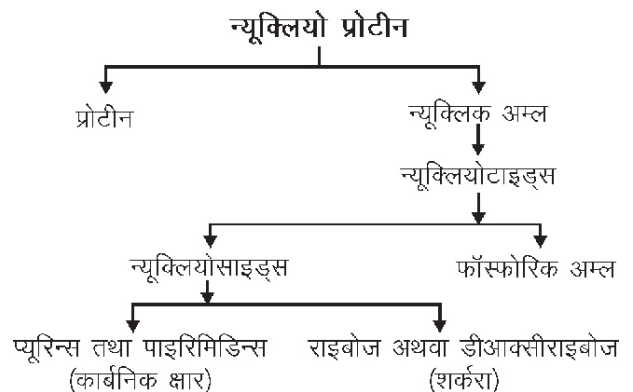 न्यूक्लियो प्रोटीन
प्रोटीन
न्यूक्लिक अम्ल
न्यूक्लियोटाइड्स
न्यूक्लियोसाइड्स
फॉस्फोरिक अम्ल
प्यूरिन्स तथा पाइरिमिडिन्स
(कार्बनिक क्षार)
राइबोज अथवा डीआक्सीराइबोज
(शर्करा)